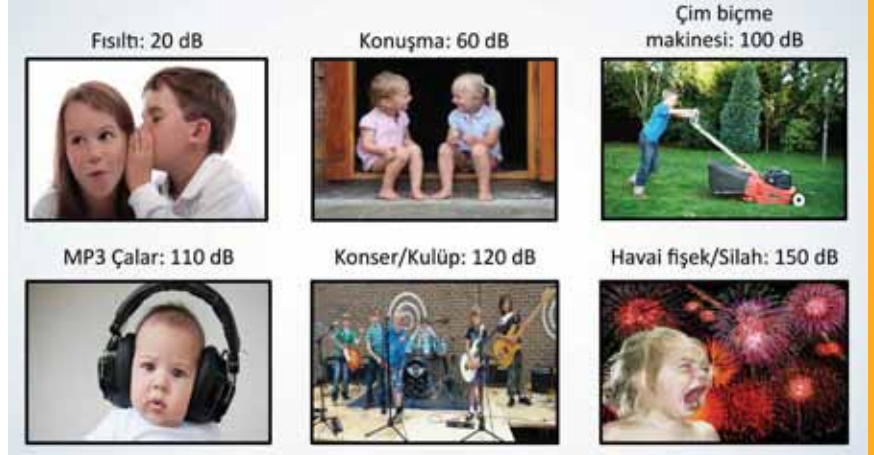 Fısıltı: 20 dB
Konuşma: 60 dB
Çim biçme
makinesi: 100 dB
MP3 Çalar: 110 dB
Konser/Kulüp: 120 dB
Havai fişek/Silah: 150 dB